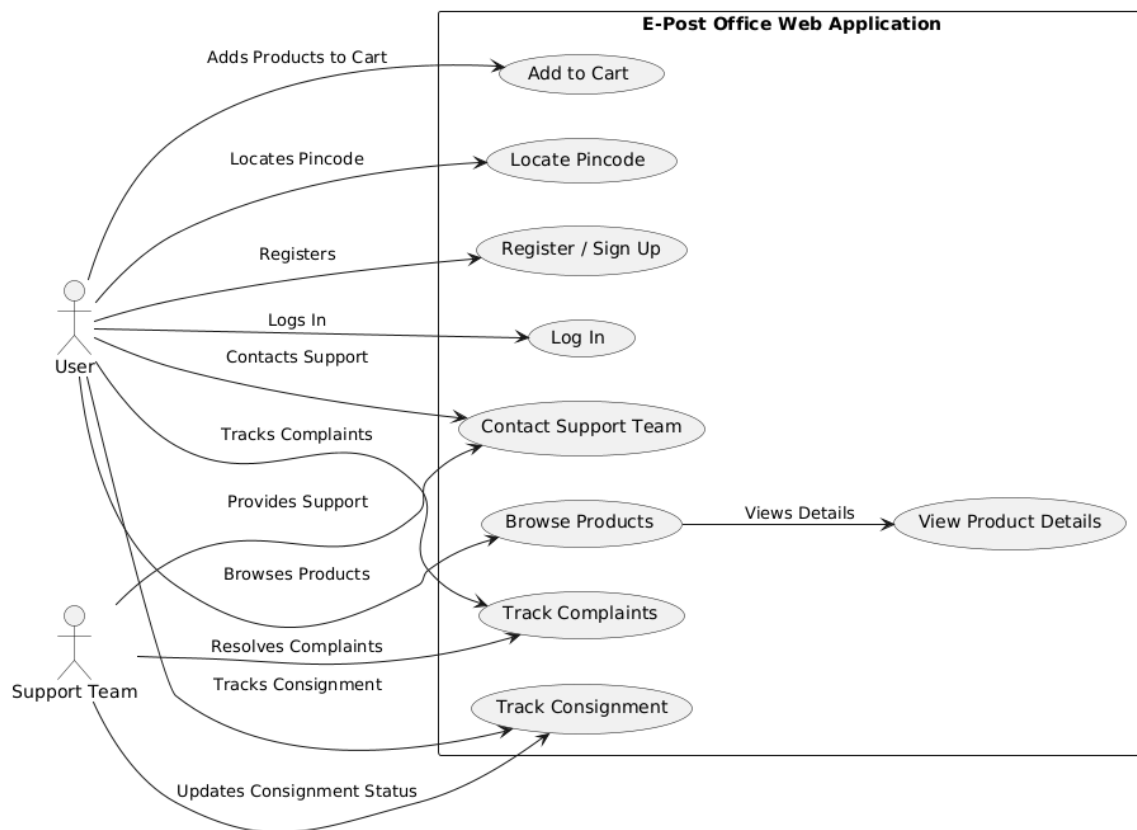 E-Post Office Web Application
Adds Products to Cart
Add to Cart
Locates Pincode
Locate Pincode
Registers
Register / Sign Up
Logs In
Log In
User
Contacts Support
Contact Support Team
Tracks Complaints
Provides Support
Browse Products
Views Details
View Product Details
Browses Products
Track Complaints
Resolves Complaints
Support Team
Tracks Consignment
Track Consignment
Updates Consignment Status